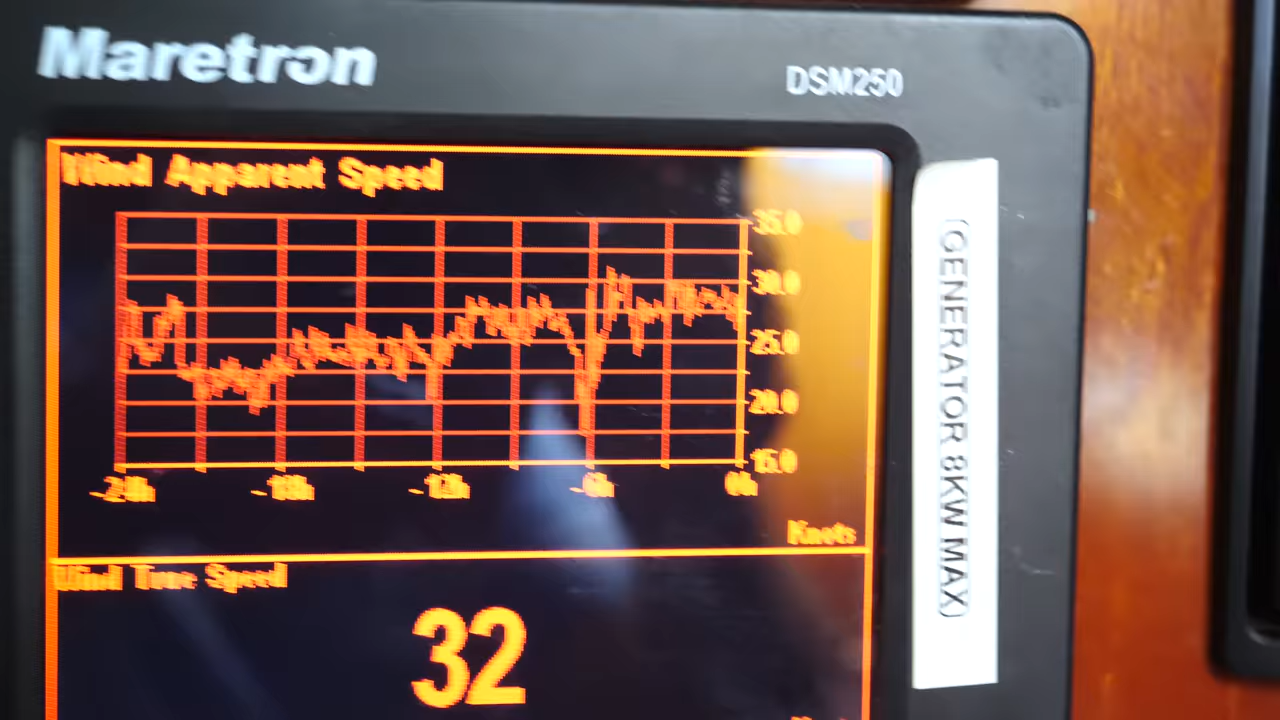 Maretron
DSM250
Wind Apparent Speed
35.0
30.0
25.0
20.0
15.0
-24h
-18h
-12h
-6h
0h
Knots
Wind True Speed
32
(GENERATOR 8KW MAX)